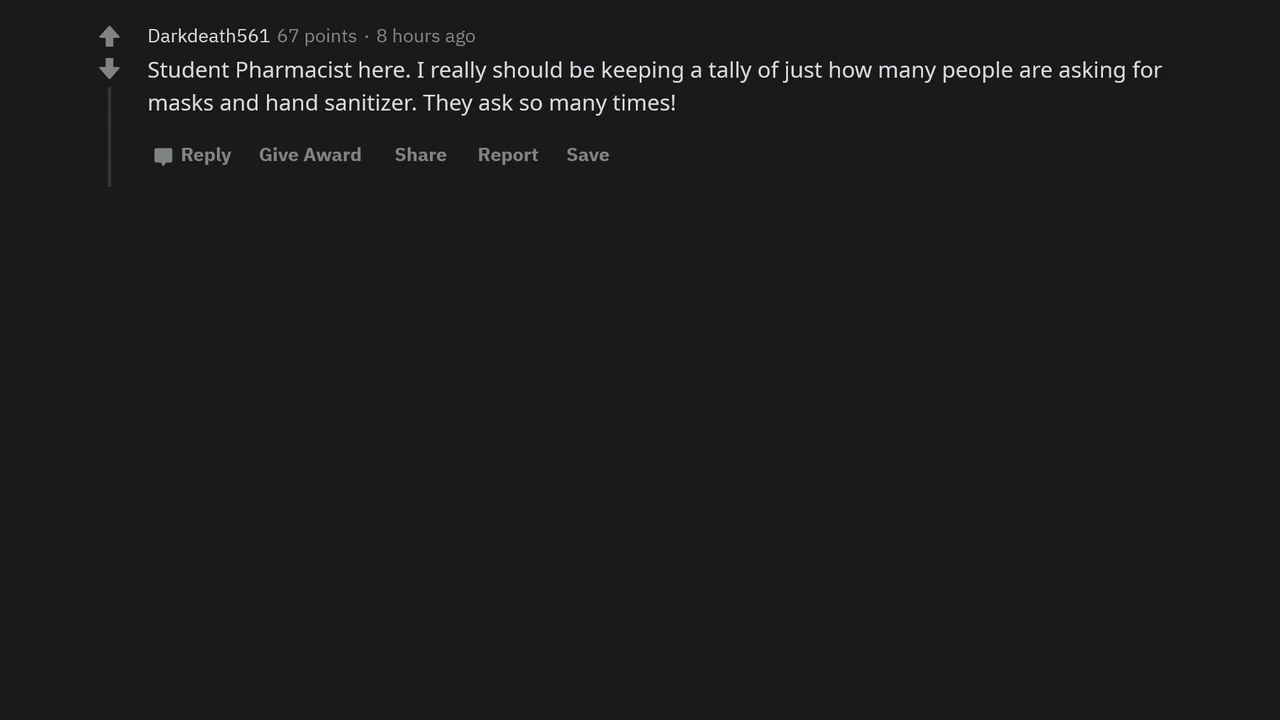 Darkdeath561 67 points · 8 hours ago
Student Pharmacist here. I really should be keeping a tally of just how many people are asking for
masks and hand sanitizer. They ask so many times!
Reply Give Award Share Report Save